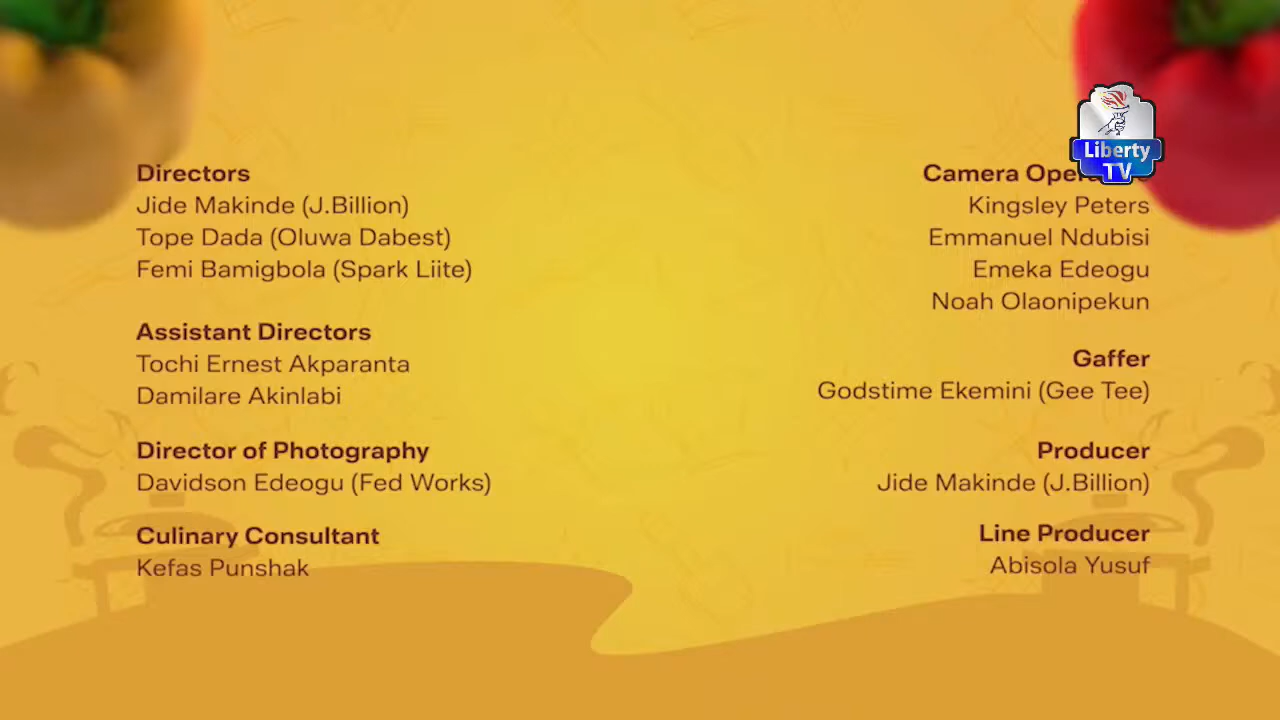 Directors
Jide Makinde (J.Billion)
Tope Dada (Oluwa Dabest)
Femi Bamigbola (Spark Liite)
Assistant Directors
Tochi Ernest Akparanta
Damilare Akinlabi
Director of Photography
Davidson Edeogu (Fed Works)
Culinary Consultant
Kefas Punshak
Liberty
TV
Camera
Kingsley Peters
Emmanuel Ndubisi
Emeka Edeogu
Noah Olaonipekun
Gaffer
Godstime Ekemini (Gee Tee)
Producer
Jide Makinde (J.Billion)
Line Producer
Abisola Yusuf